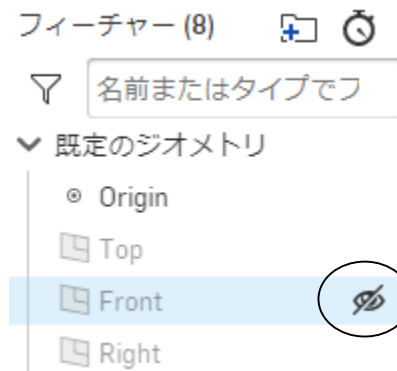 フィーチャー (8)
名前またはタイプでフ
既定のジオメトリ
Origin
Top
Front
Right